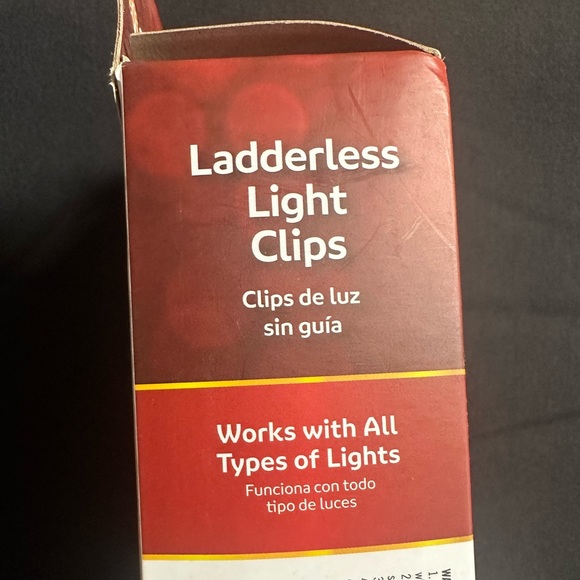 Ladderless
Light
Clips
Clips de luz
sin guía
Works with All
Types of Lights
Funciona con todo
tipo de luces